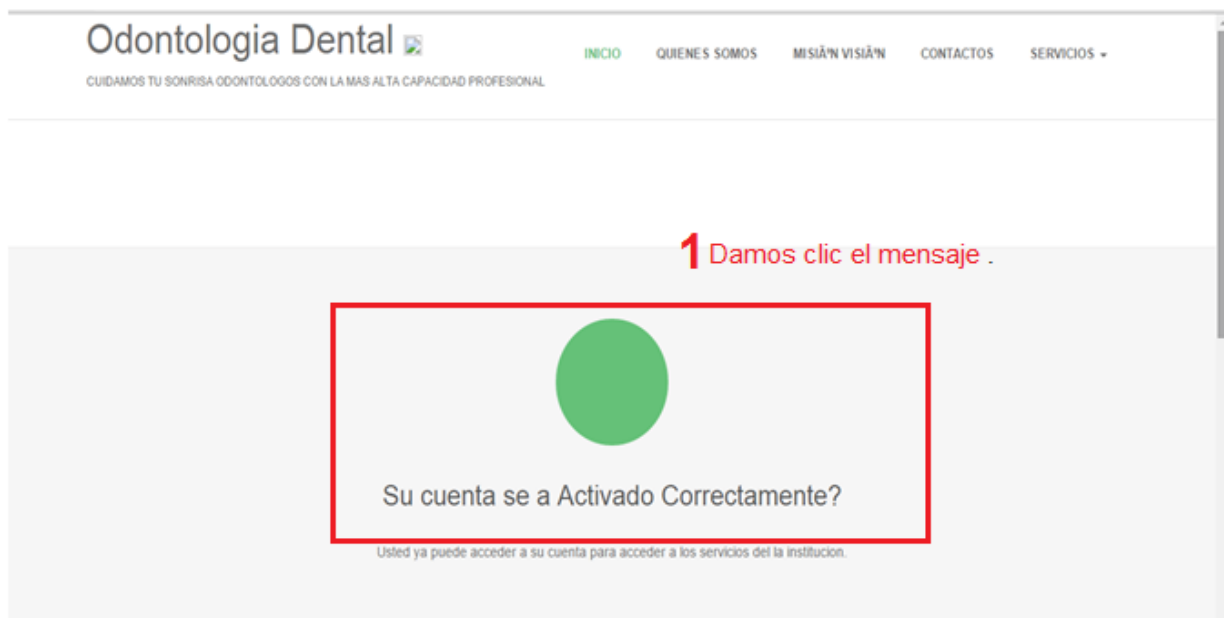 Odontologia Dental
INICIO QUIENES SOMOS MISIÃ“N VISIÃ“N CONTACTOS SERVICIOS
CUIDAMOS TU SONRISA ODONTOLOGOS CON LA MAS ALTA CAPACIDAD PROFESIONAL
1 Damos clic el mensaje .
Su cuenta se a Activado Correctamente?
Usted ya puede acceder a su cuenta para acceder a los servicios del la institucion.